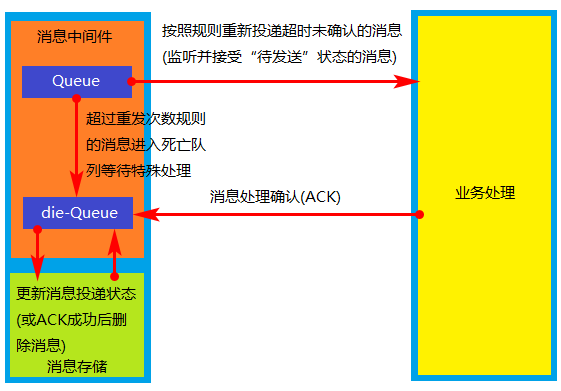 消息中间件
Queue
按照规则重新投递超时未确认的消息
(监听并接受“待发送”状态的消息)
超过重发次数规则
的消息进入死亡队
列等待特殊处理
die-Queue
消息处理确认(ACK)
业务处理
更新消息投递状态
(或ACK成功后删
除消息)
消息存储